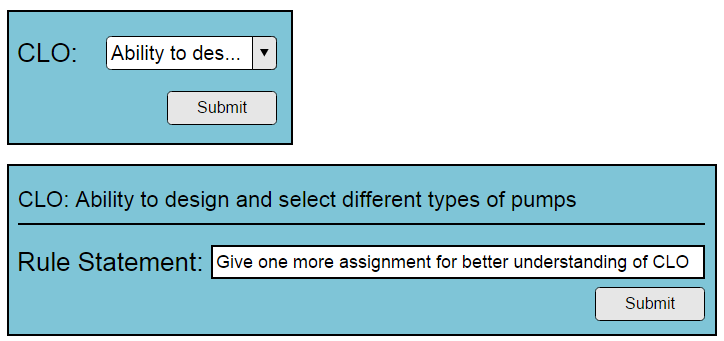 CLO: Ability to des...
Submit
CLO: Ability to design and select different types of pumps
Rule Statement: Give one more assignment for better understanding of CLO
Submit